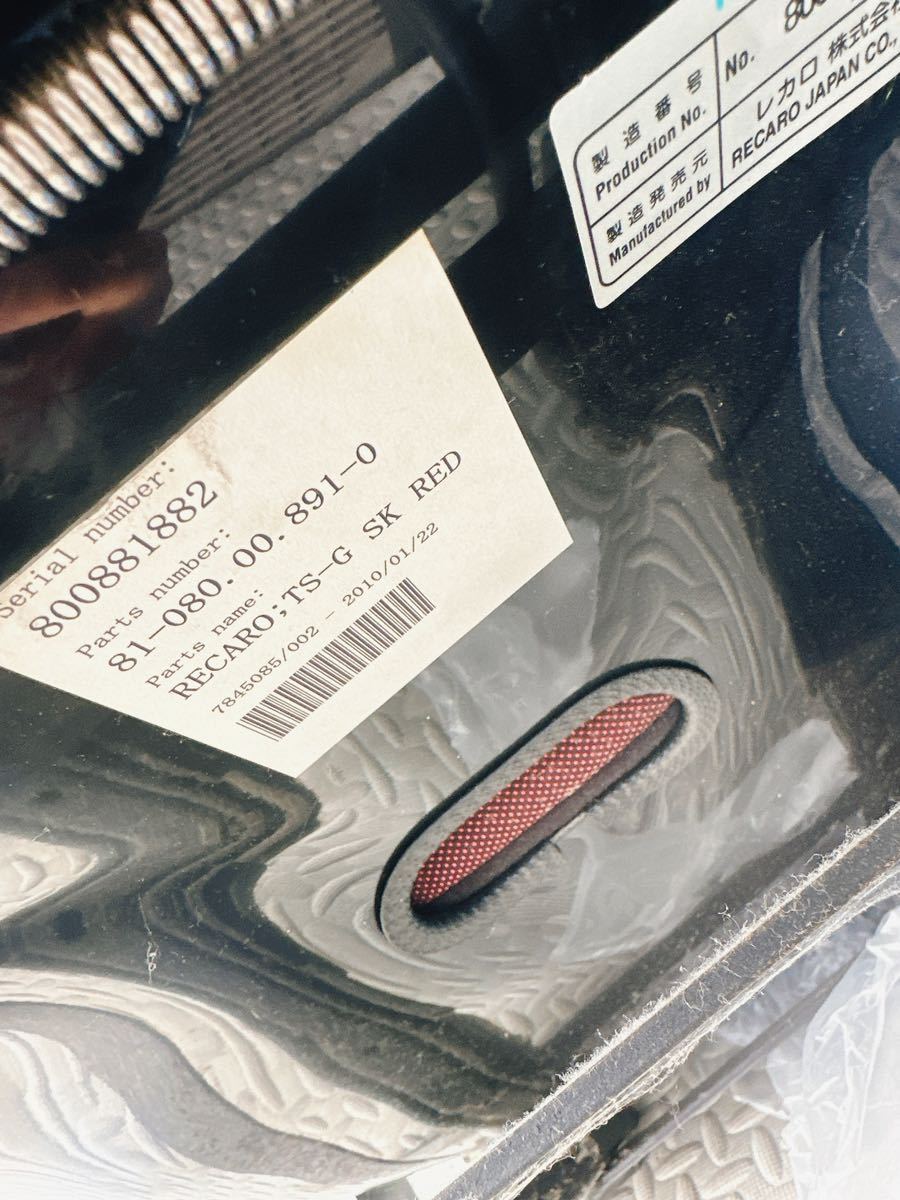 Serial number:
800881882
Parts number:
81-080.00.891-0
Parts name:
RECARO;TS-G SK RED
7845085/002 - 2010/01/22
製造番号
Production No.
No.
製造発売元
Manufactured by
レカロ 株式会
RECARO JAPAN CO.,